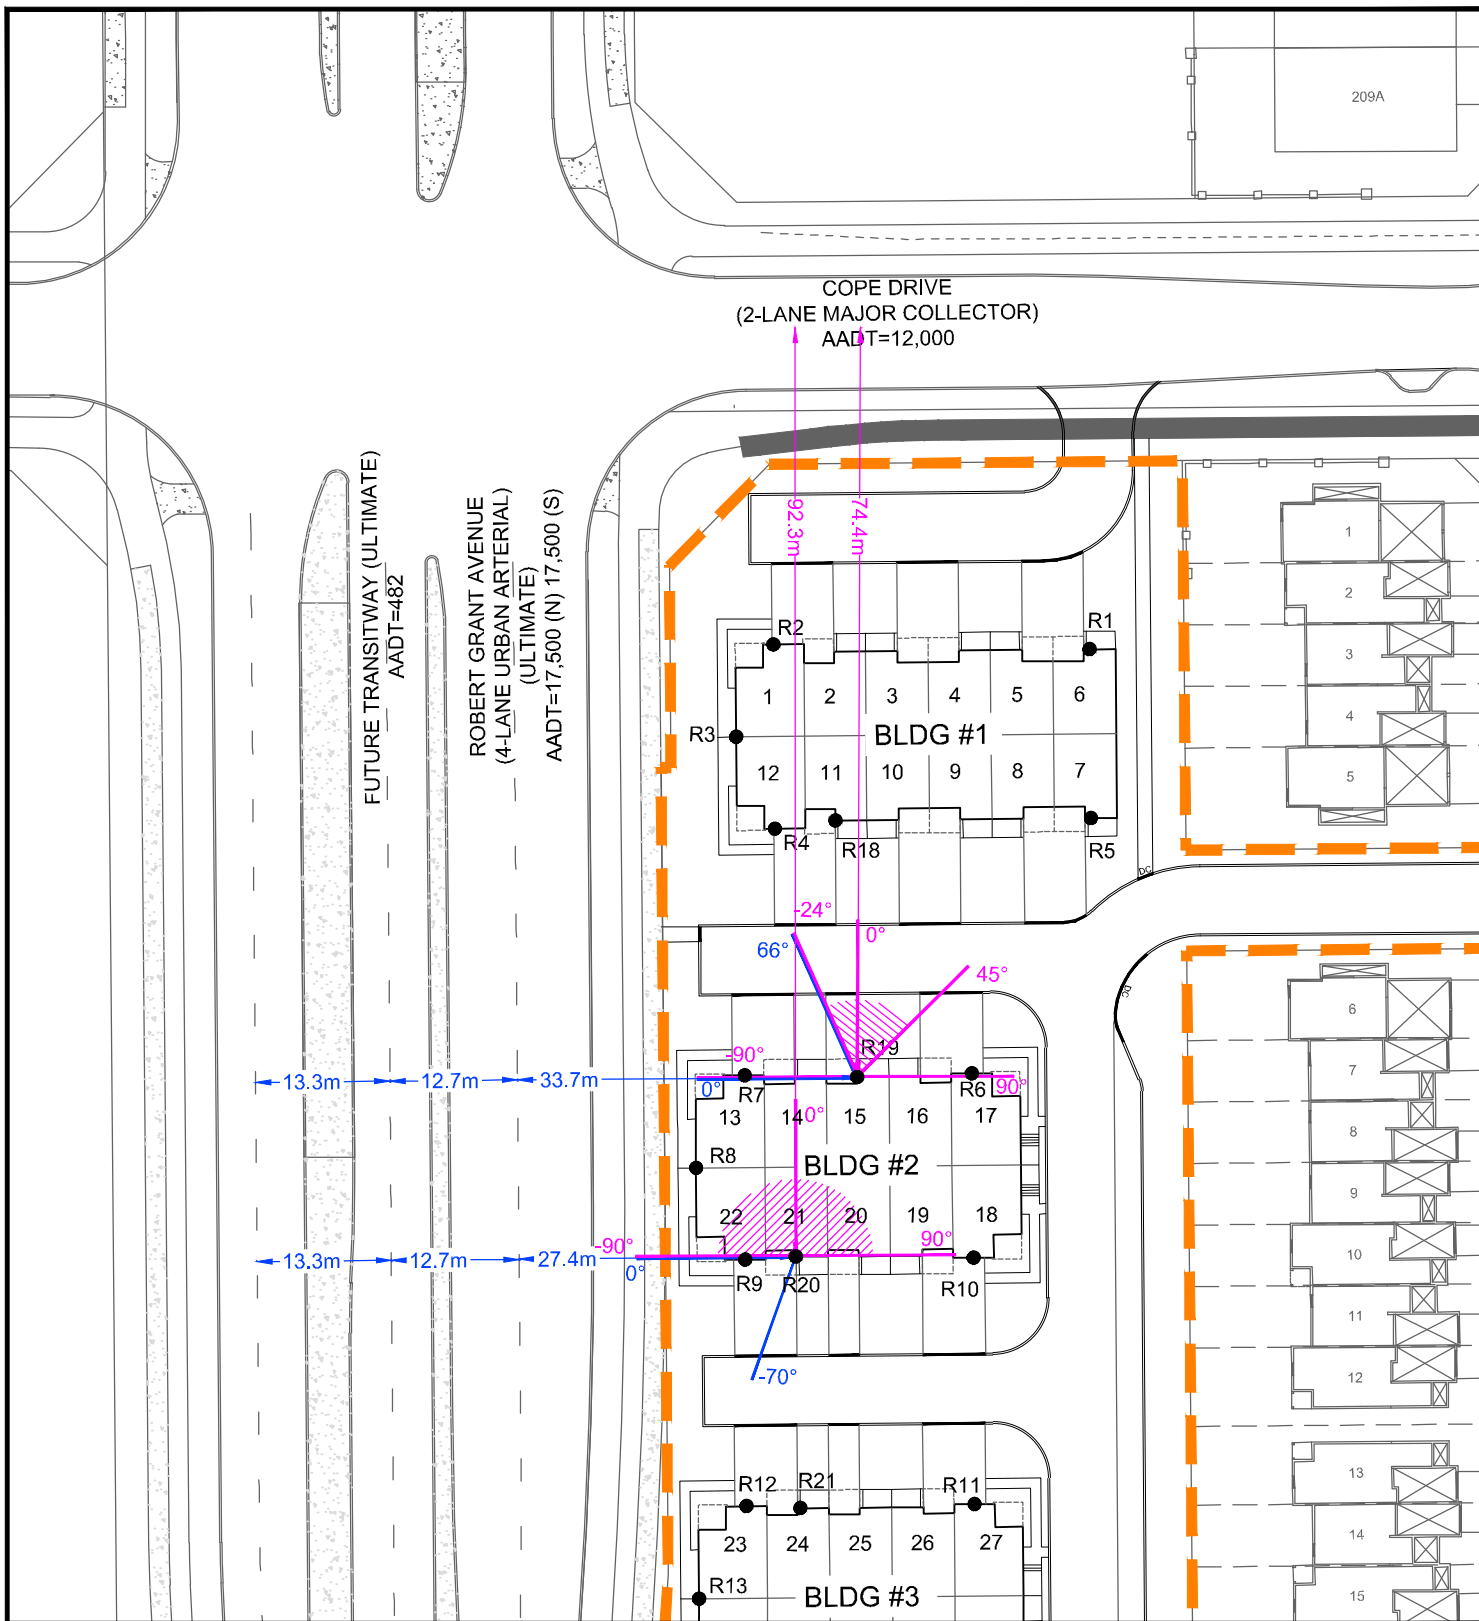 209A
COPE DRIVE
(2-LANE MAJOR COLLECTOR)
AADT=12,000
FUTURE TRANSITWAY (ULTIMATE)
AADT=482
ROBERT GRANT AVENUE
(4-LANE URBAN ARTERIAL)
(ULTIMATE)
AADT=17,500 (N) 17,500 (S)
92.3m
74.4m
R2
R1
1 2 3 4 5 6
R3
BLDG #1
12 11 10 9 8 7
R4
R18
R5
DC
1
2
3
4
5
-24°
0°
66°
45°
DC
-90°
R19
13.3m
12.7m
33.7m
0°
R7
R6
90°
13 14 15 16 17
0°
R8
BLDG #2
22 21 20 19 18
-90°
90°
13.3m
12.7m
27.4m
0°
R9
R20
R10
-70°
6
7
8
9
10
11
12
R12
R21
R11
23 24 25 26 27
R13
BLDG #3
13
14
15